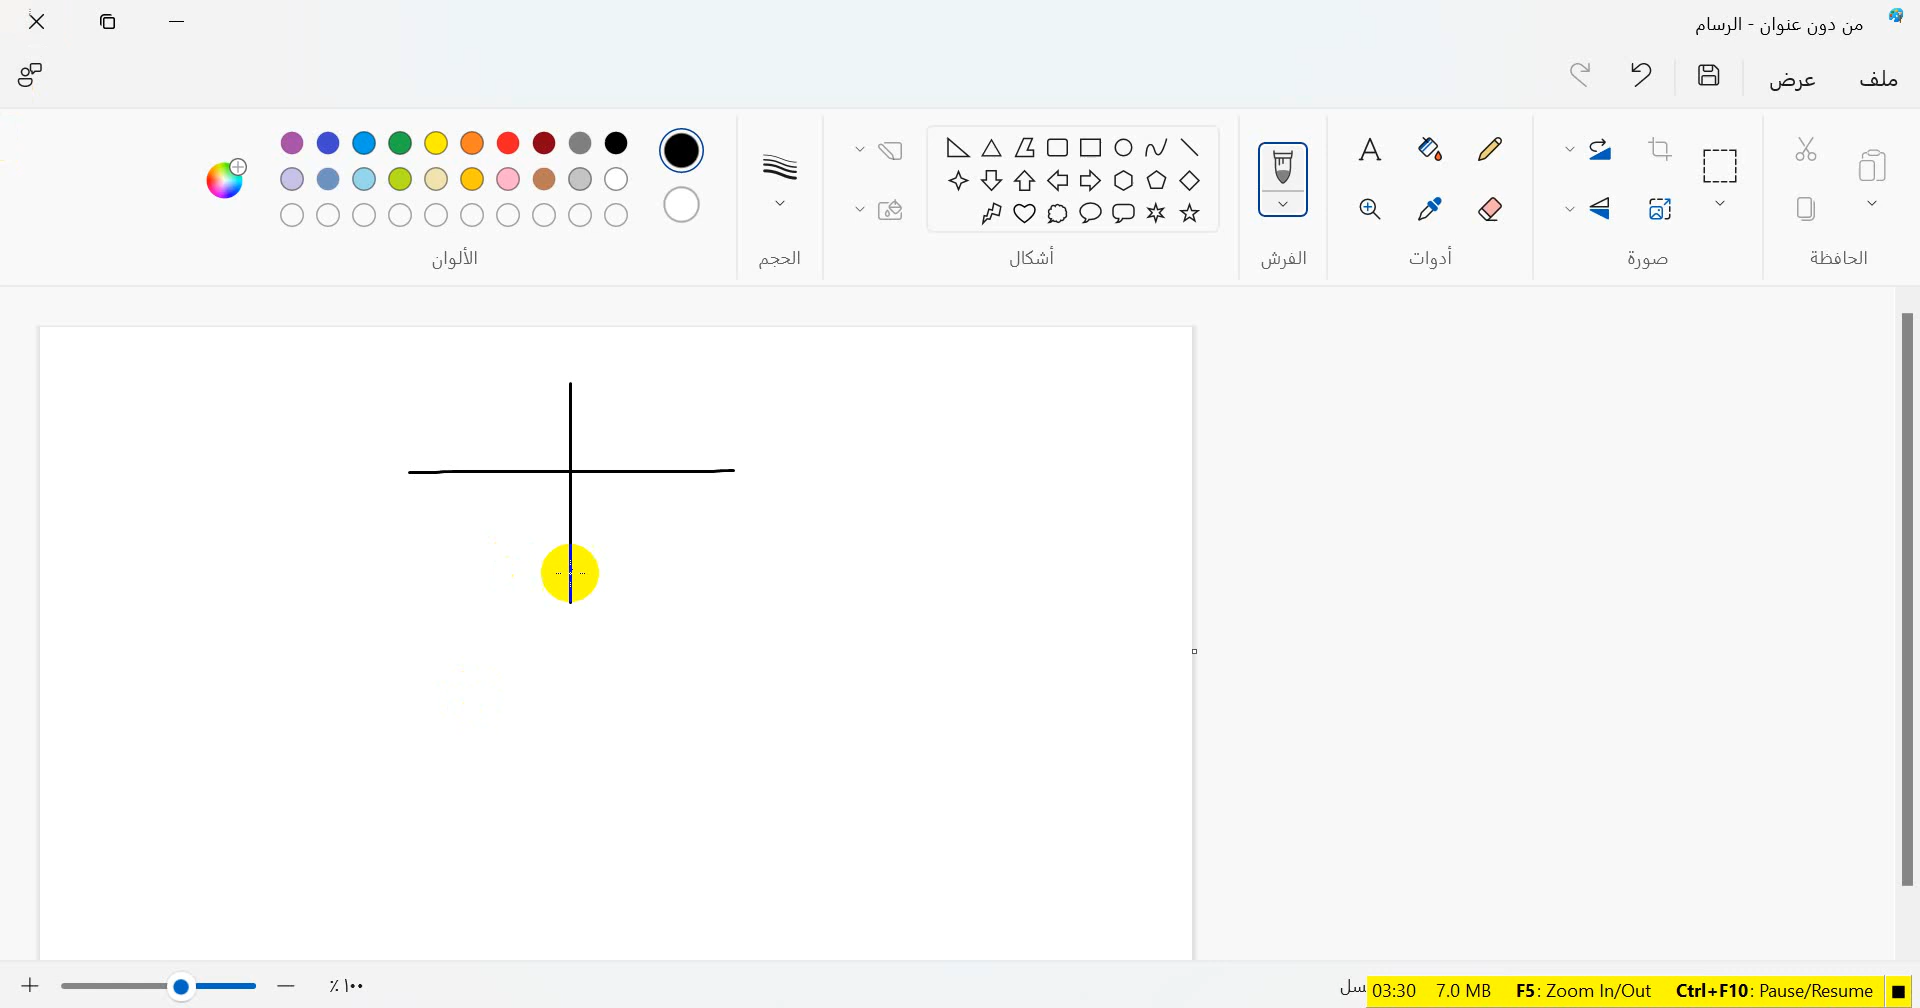 من دون عنوان - الرسام
ملف
عرض
الحافظة
صورة
أدوات
الفرش
أشكال
الحجم
الألوان
٪١٠٠
03:30 7.0 MB F5: Zoom In/Out Ctrl+F10: Pause/Resume